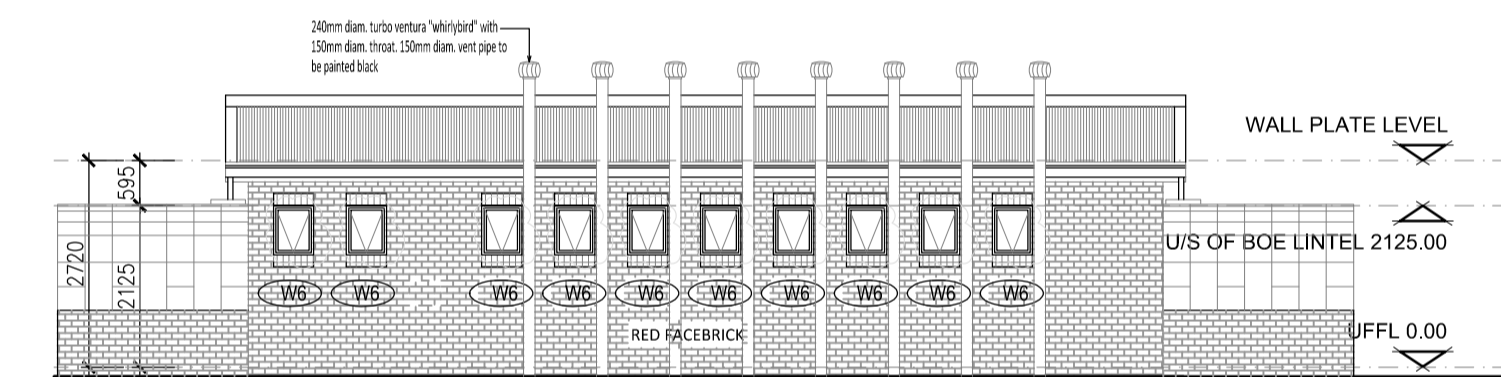 240mm diam. turbo ventura "whirlybird" with
150mm diam. throat. 150mm diam. vent pipe to
be painted black
WALL PLATE LEVEL
595
2720
2125
U/S OF BOE LINTEL 2125.00
W6 W6 W6 W6 W6 W6 W6 W6 W6 W6
RED FACEBRICK
UFFL 0.00